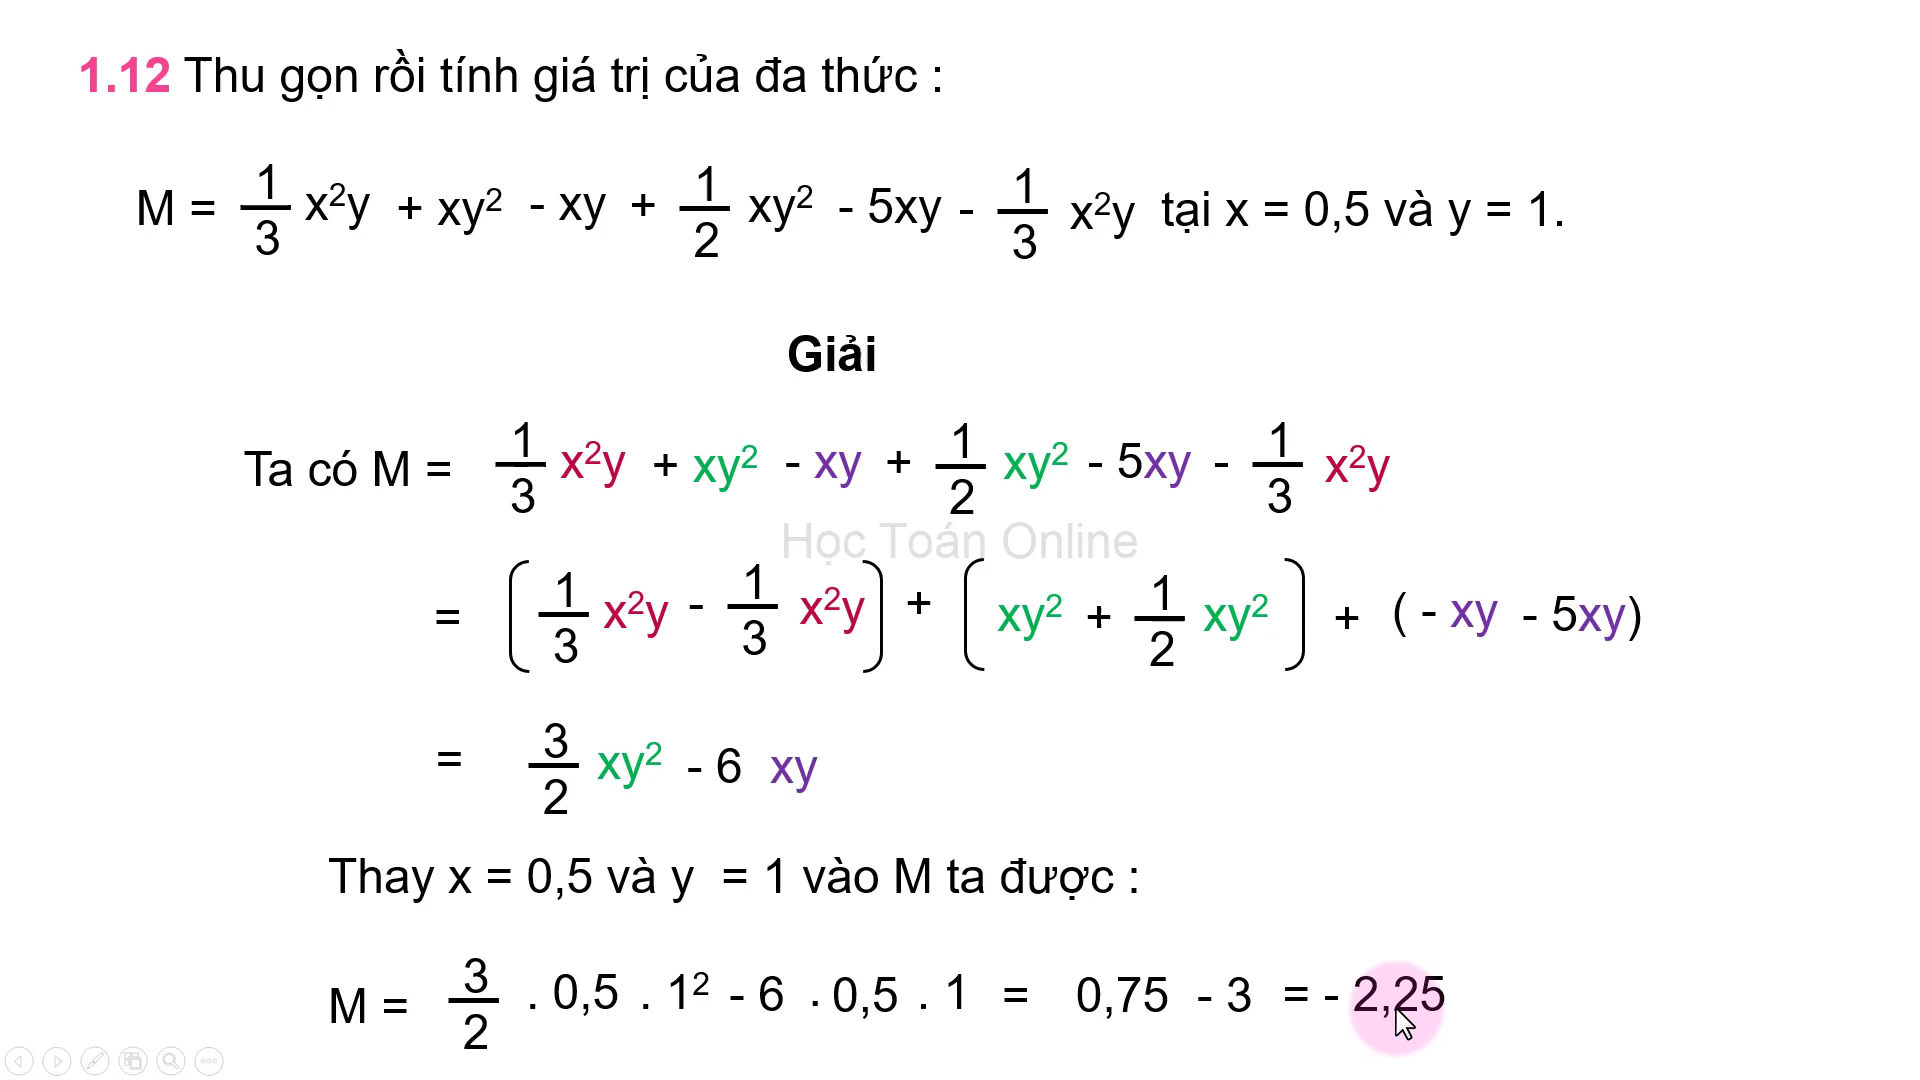 1.12 Thu gọn rồi tính giá trị của đa thức :
M = 1/3 x²y + xy² - xy + 1/2 xy² - 5xy - 1/3 x²y tại x = 0,5 và y = 1.
Giải
Ta có M = 1/3 x²y + xy² - xy + 1/2 xy² - 5xy - 1/3 x²y
Học Toán Online
= ( 1/3 x²y - 1/3 x²y ) + ( xy² + 1/2 xy² ) + ( - xy - 5xy)
= 3/2 xy² - 6 xy
Thay x = 0,5 và y = 1 vào M ta được :
M = 3/2 . 0,5 . 1² - 6 . 0,5 . 1 = 0,75 - 3 = - 2,25